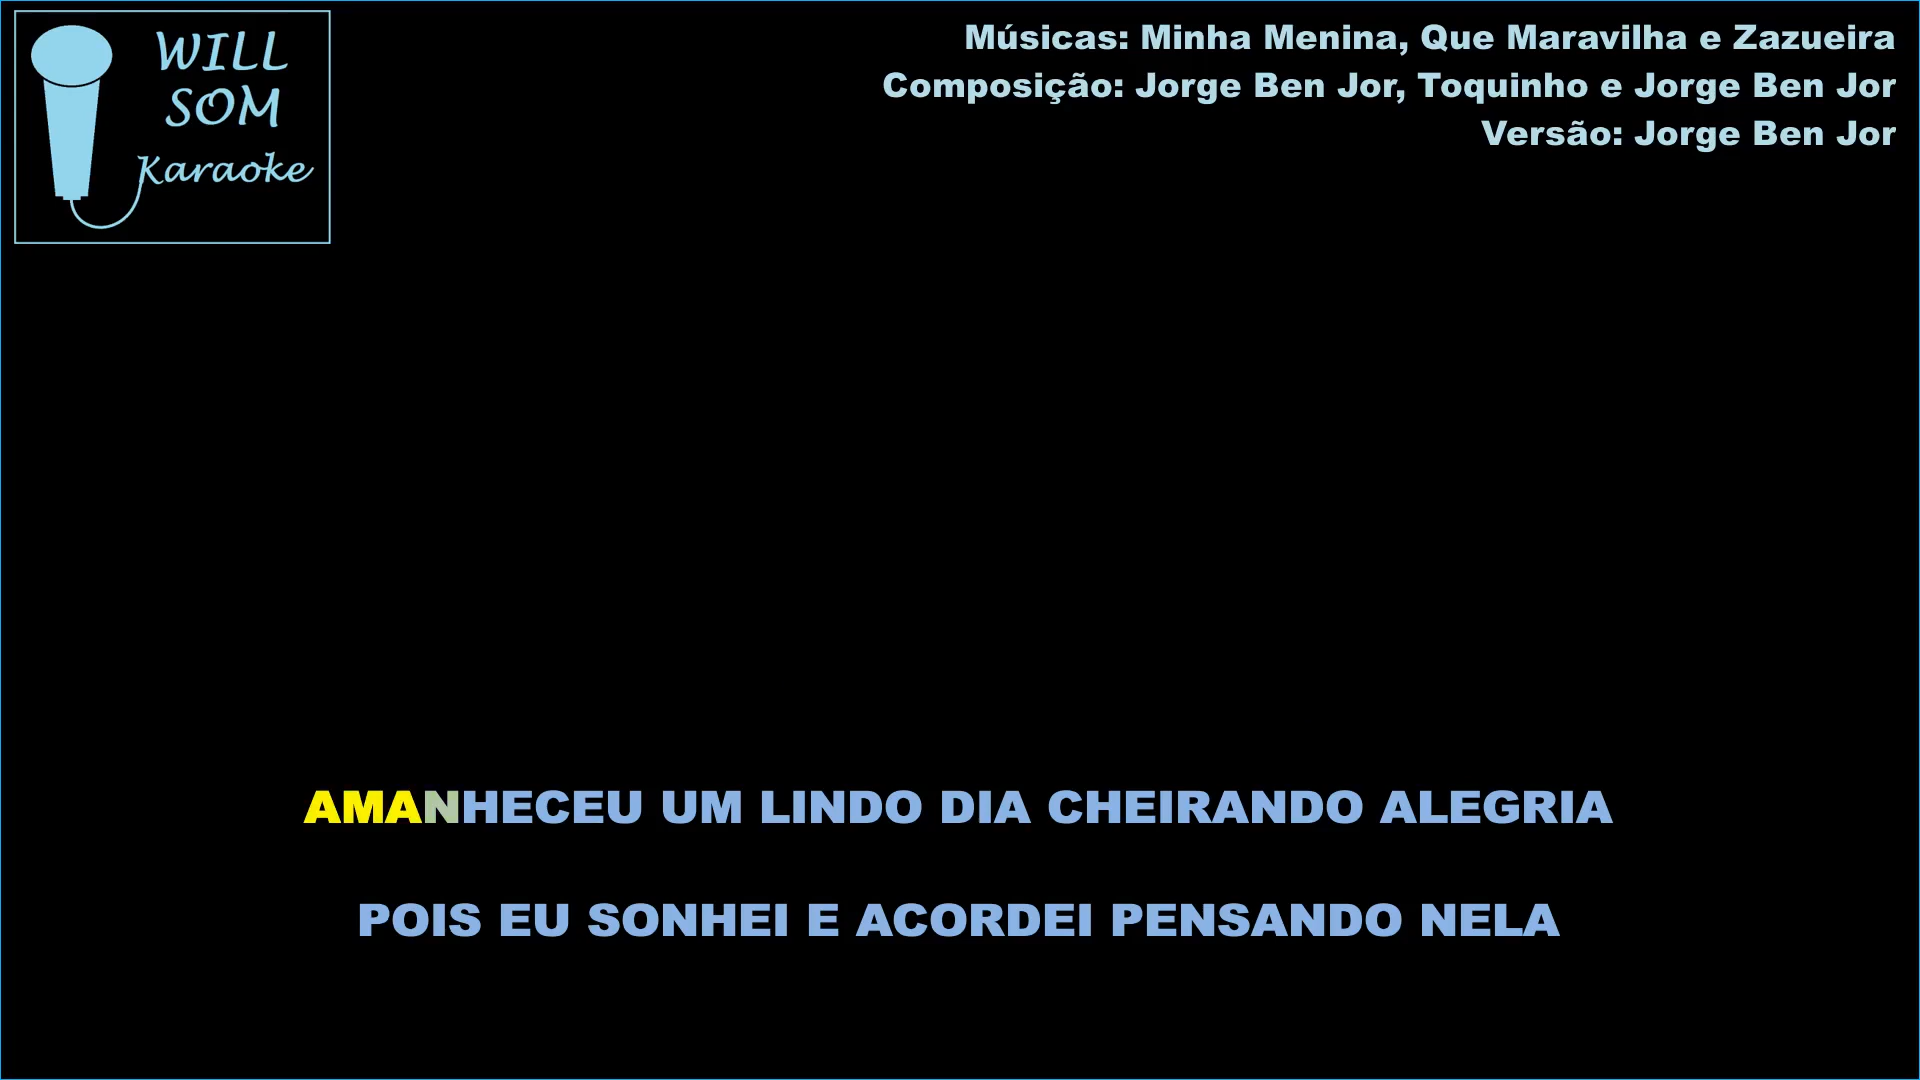 WILL
SOM
Karaoke
Músicas: Minha Menina, Que Maravilha e Zazueira
Composição: Jorge Ben Jor, Toquinho e Jorge Ben Jor
Versão: Jorge Ben Jor
AMANHECEU UM LINDO DIA CHEIRANDO ALEGRIA
POIS EU SONHEI E ACORDEI PENSANDO NELA